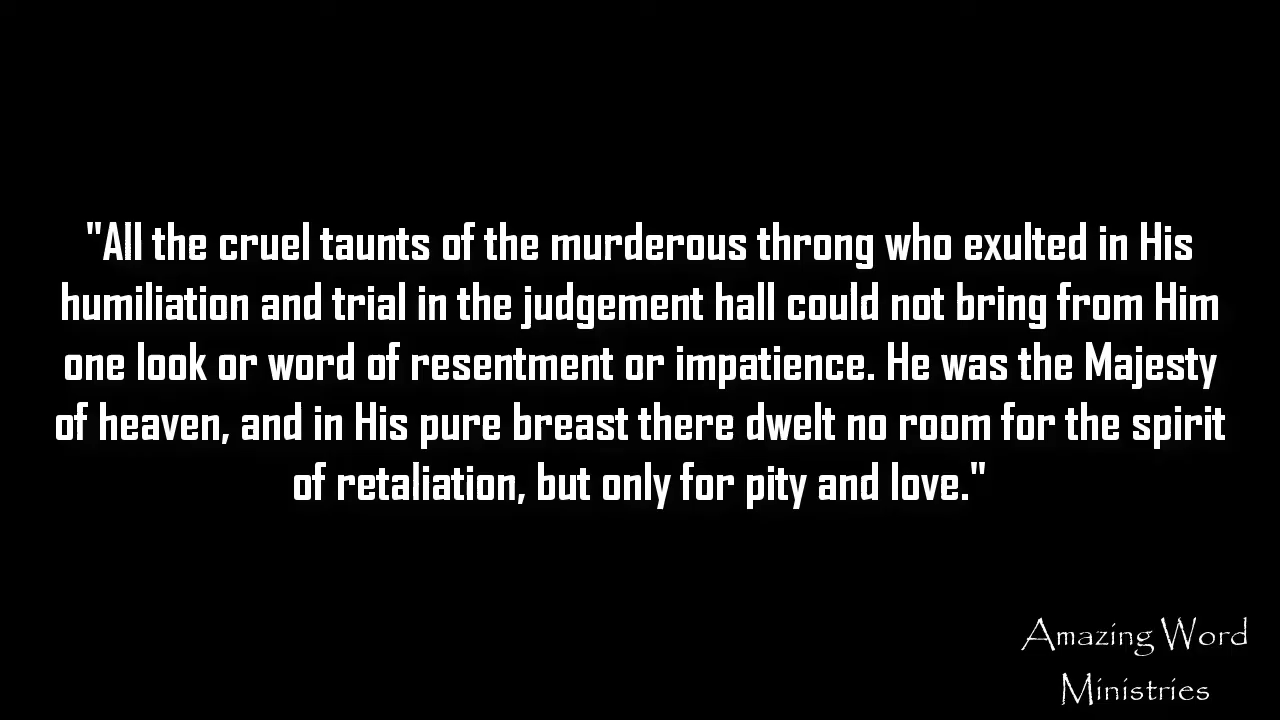 "All the cruel taunts of the murderous throng who exulted in His
humiliation and trial in the judgement hall could not bring from Him
one look or word of resentment or impatience. He was the Majesty
of heaven, and in His pure breast there dwelt no room for the spirit
of retaliation, but only for pity and love."
Amazing Word
Ministries